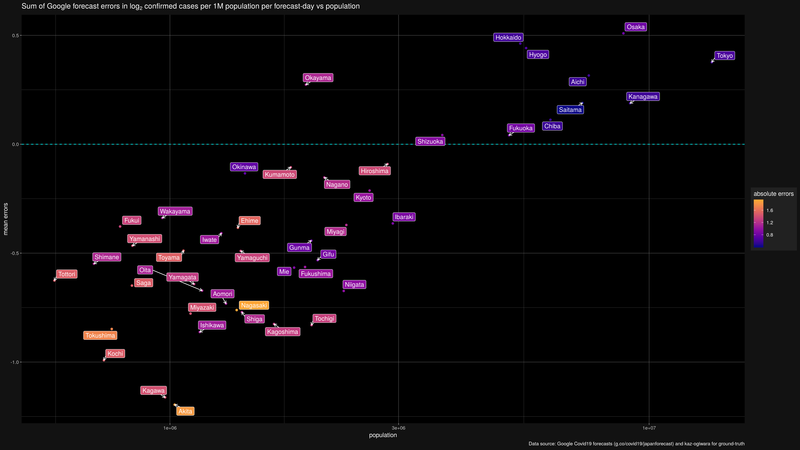 Sum of Google forecast errors in log2 confirmed cases per 1M population per forecast-day vs population
Osaka
0.5
Hokkaido
Hyogo
Tokyo
Okayama
Aichi
Kanagawa
Saitama
Fukuoka
Chiba
Shizuoka
0.0
Okinawa
Kumamoto
Hiroshima
Nagano
absolute errors
Kyoto
1.6
Wakayama
Ibaraki
1.2
Fukui
Ehime
mean errors
Miyagi
0.8
Yamanashi
Iwate
Gunma
-0.5
Shimane
Toyama
Yamaguchi
Gifu
Oita
Mie
Fukushima
Tottori
Yamagata
Saga
Niigata
Aomori
Miyazaki
Nagasaki
Ishikawa
Shiga
Tochigi
Tokushima
Kagoshima
Kochi
-1.0
Kagawa
Akita
1e+06
3e+06
1e+07
population
Data source: Google Covid19 forecasts (g.co/covid19/japanforecast) and kaz-ogiwara for ground-truth